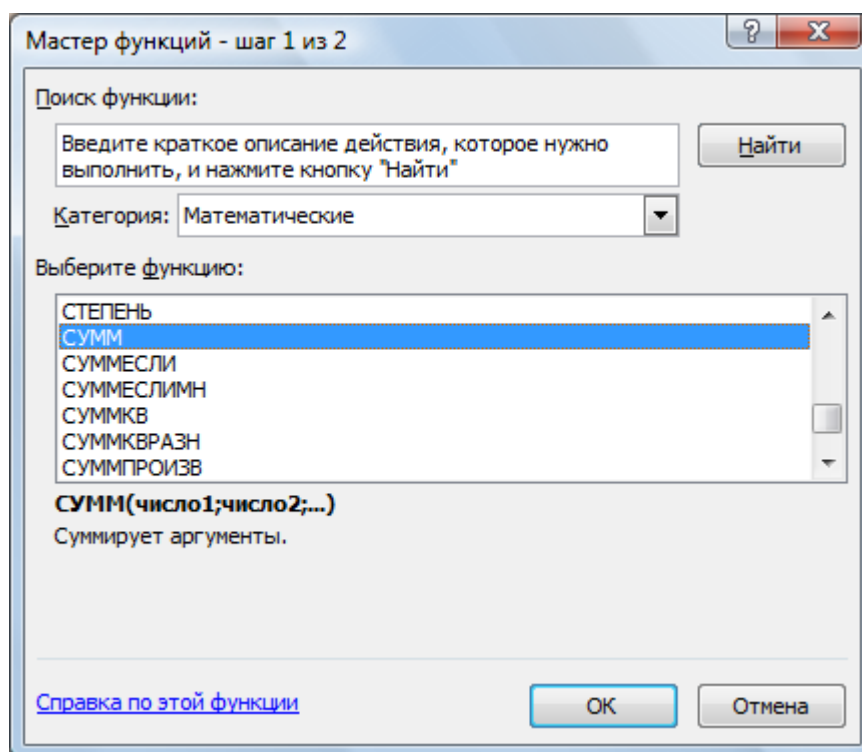 Мастер функций - шаг 1 из 2
Поиск функции:
Введите краткое описание действия, которое нужно
выполнить, и нажмите кнопку "Найти"
Найти
Категория: Математические
Выберите функцию:
СТЕПЕНЬ
СУММ
СУММЕСЛИ
СУММЕСЛИМН
СУММКВ
СУММКВРАЗН
СУММПРОИЗВ
СУММ(число1;число2;...)
Суммирует аргументы.
Справка по этой функции
ОК
Отмена